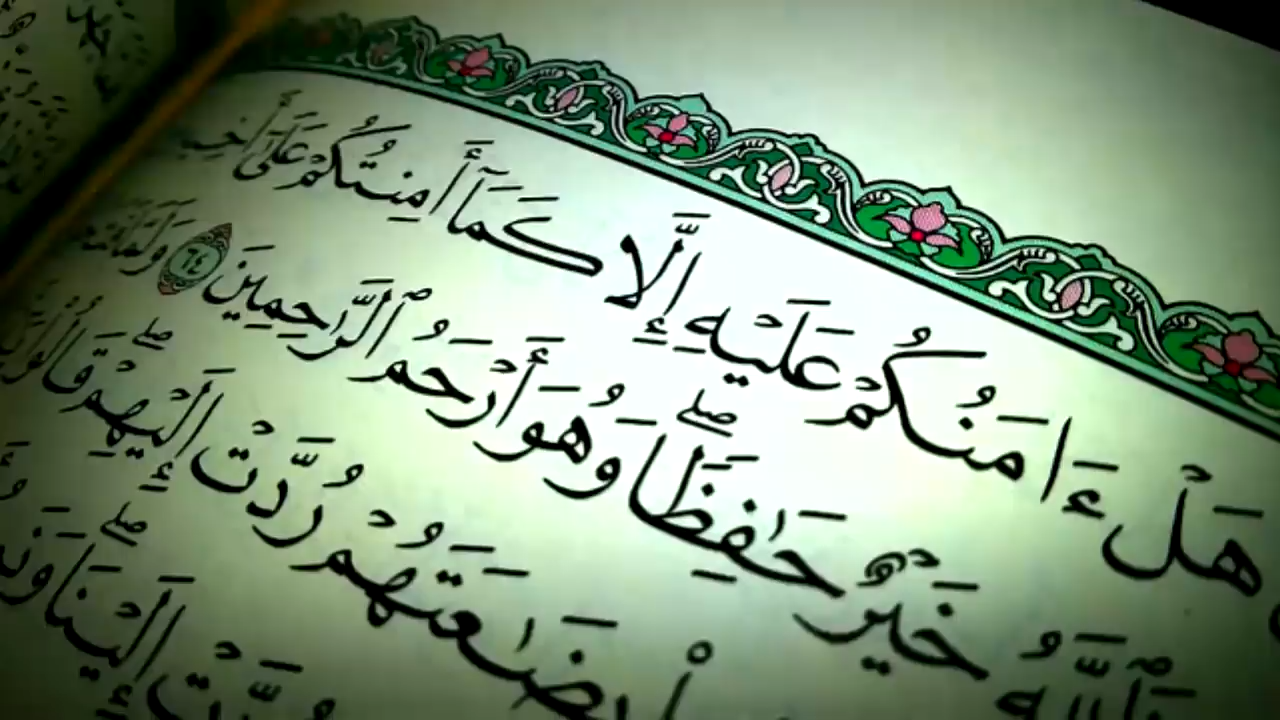 هَلْ ءَامَنُكُمْ عَلَيْهِ إِلَّا كَمَآ أَمِنتُكُمْ عَلَىٰٓ
ٱللَّهُ خَيْرٌ حَـٰفِظًا ۖ وَهُوَ أَرْحَمُ ٱلرَّٰحِمِينَ ٦٤ وَلَمَّا
بِضَـٰعَتَهُمْ رُدَّتْ إِلَيْهِمْ ۖ قَالُوا۟
رُدَّتْ إِلَيْنَا ۖ